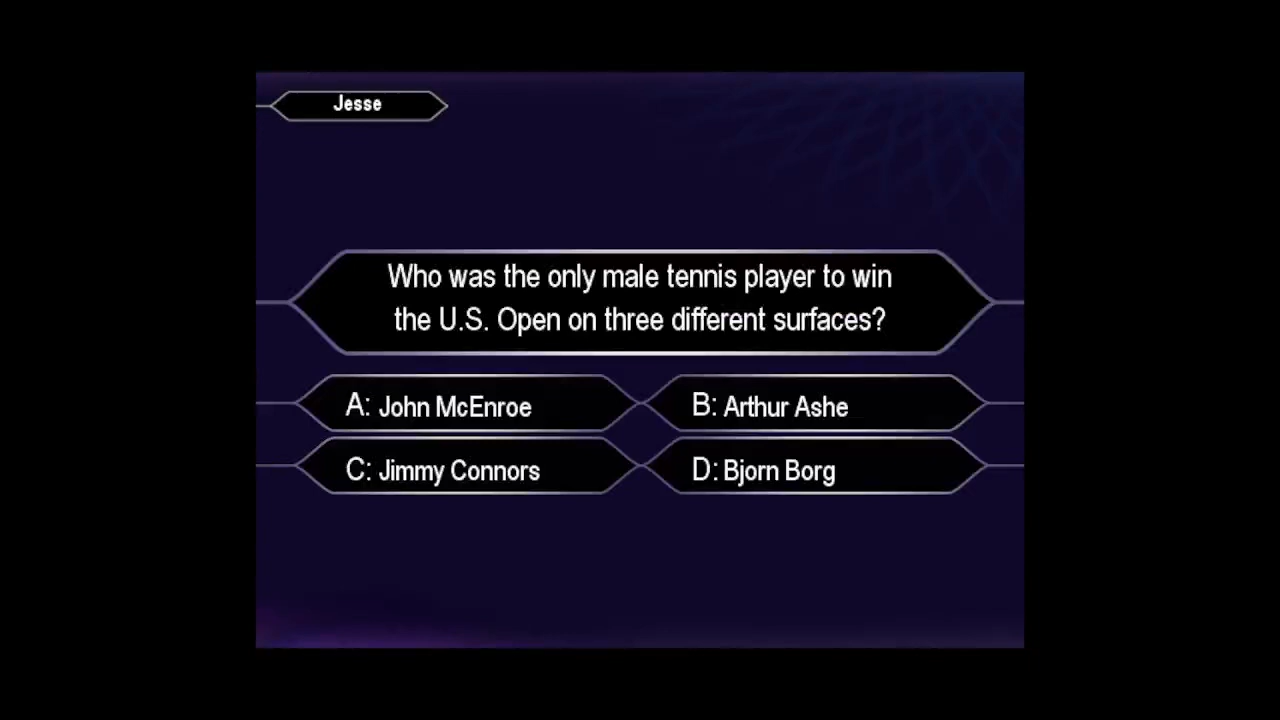 Jesse
Who was the only male tennis player to win
the U.S. Open on three different surfaces?
A: John McEnroe
B: Arthur Ashe
C: Jimmy Connors
D: Bjorn Borg